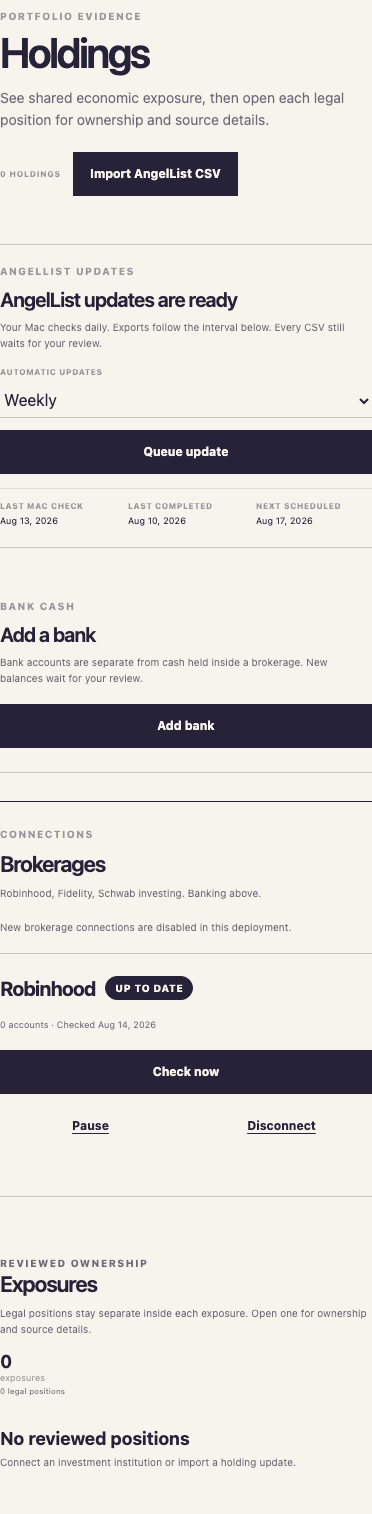 PORTFOLIO EVIDENCE
Holdings
See shared economic exposure, then open each legal
position for ownership and source details.
0 HOLDINGS
Import AngelList CSV
ANGELLIST UPDATES
AngelList updates are ready
Your Mac checks daily. Exports follow the interval below. Every CSV still
waits for your review.
AUTOMATIC UPDATES
Weekly
Queue update
LAST MAC CHECK
Aug 13, 2026
LAST COMPLETED
Aug 10, 2026
NEXT SCHEDULED
Aug 17, 2026
BANK CASH
Add a bank
Bank accounts are separate from cash held inside a brokerage. New
balances wait for your review.
Add bank
CONNECTIONS
Brokerages
Robinhood, Fidelity, Schwab investing. Banking above.
New brokerage connections are disabled in this deployment.
Robinhood
UP TO DATE
0 accounts · Checked Aug 14, 2026
Check now
Pause
Disconnect
REVIEWED OWNERSHIP
Exposures
Legal positions stay separate inside each exposure. Open one for ownership
and source details.
0
exposures
0 legal positions
No reviewed positions
Connect an investment institution or import a holding update.